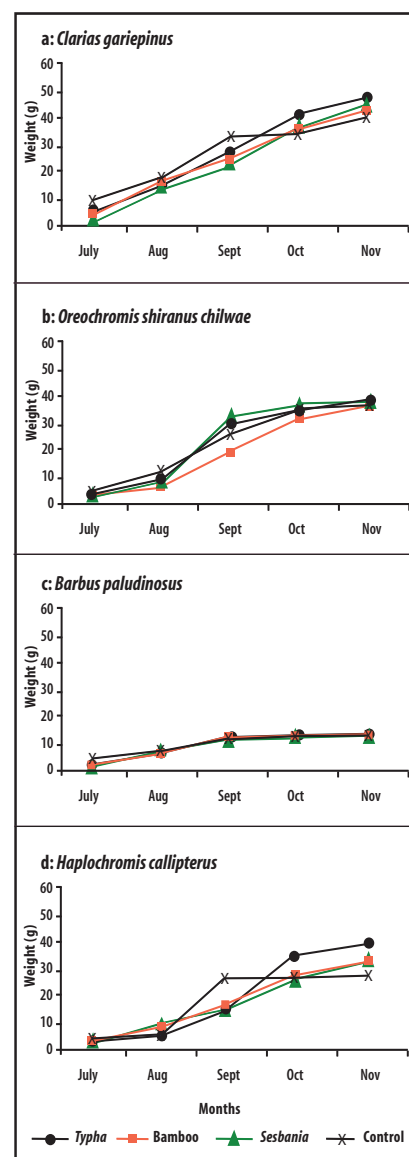 a: Clarias gariepinus
Weight (g)
60
50
40
30
20
10
0
July Aug Sept Oct Nov
b: Oreochromis shiranus chilwae
Weight (g)
60
50
40
30
20
10
0
July Aug Sept Oct Nov
c: Barbus paludinosus
Weight (g)
60
50
40
30
20
10
0
July Aug Sept Oct Nov
d: Haplochromis callipterus
Weight (g)
60
50
40
30
20
10
0
July Aug Sept Oct Nov
Months
Typha Bamboo Sesbania Control